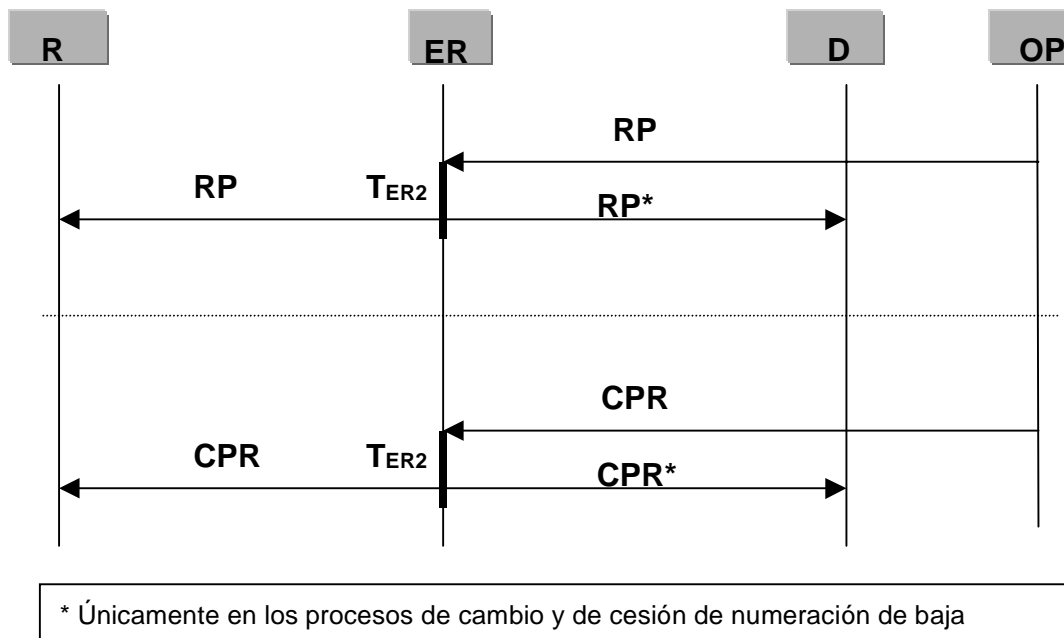 R ER D OP
RP
RP TER2 RP*
CPR
CPR TER2 CPR*
* Únicamente en los procesos de cambio y de cesión de numeración de baja